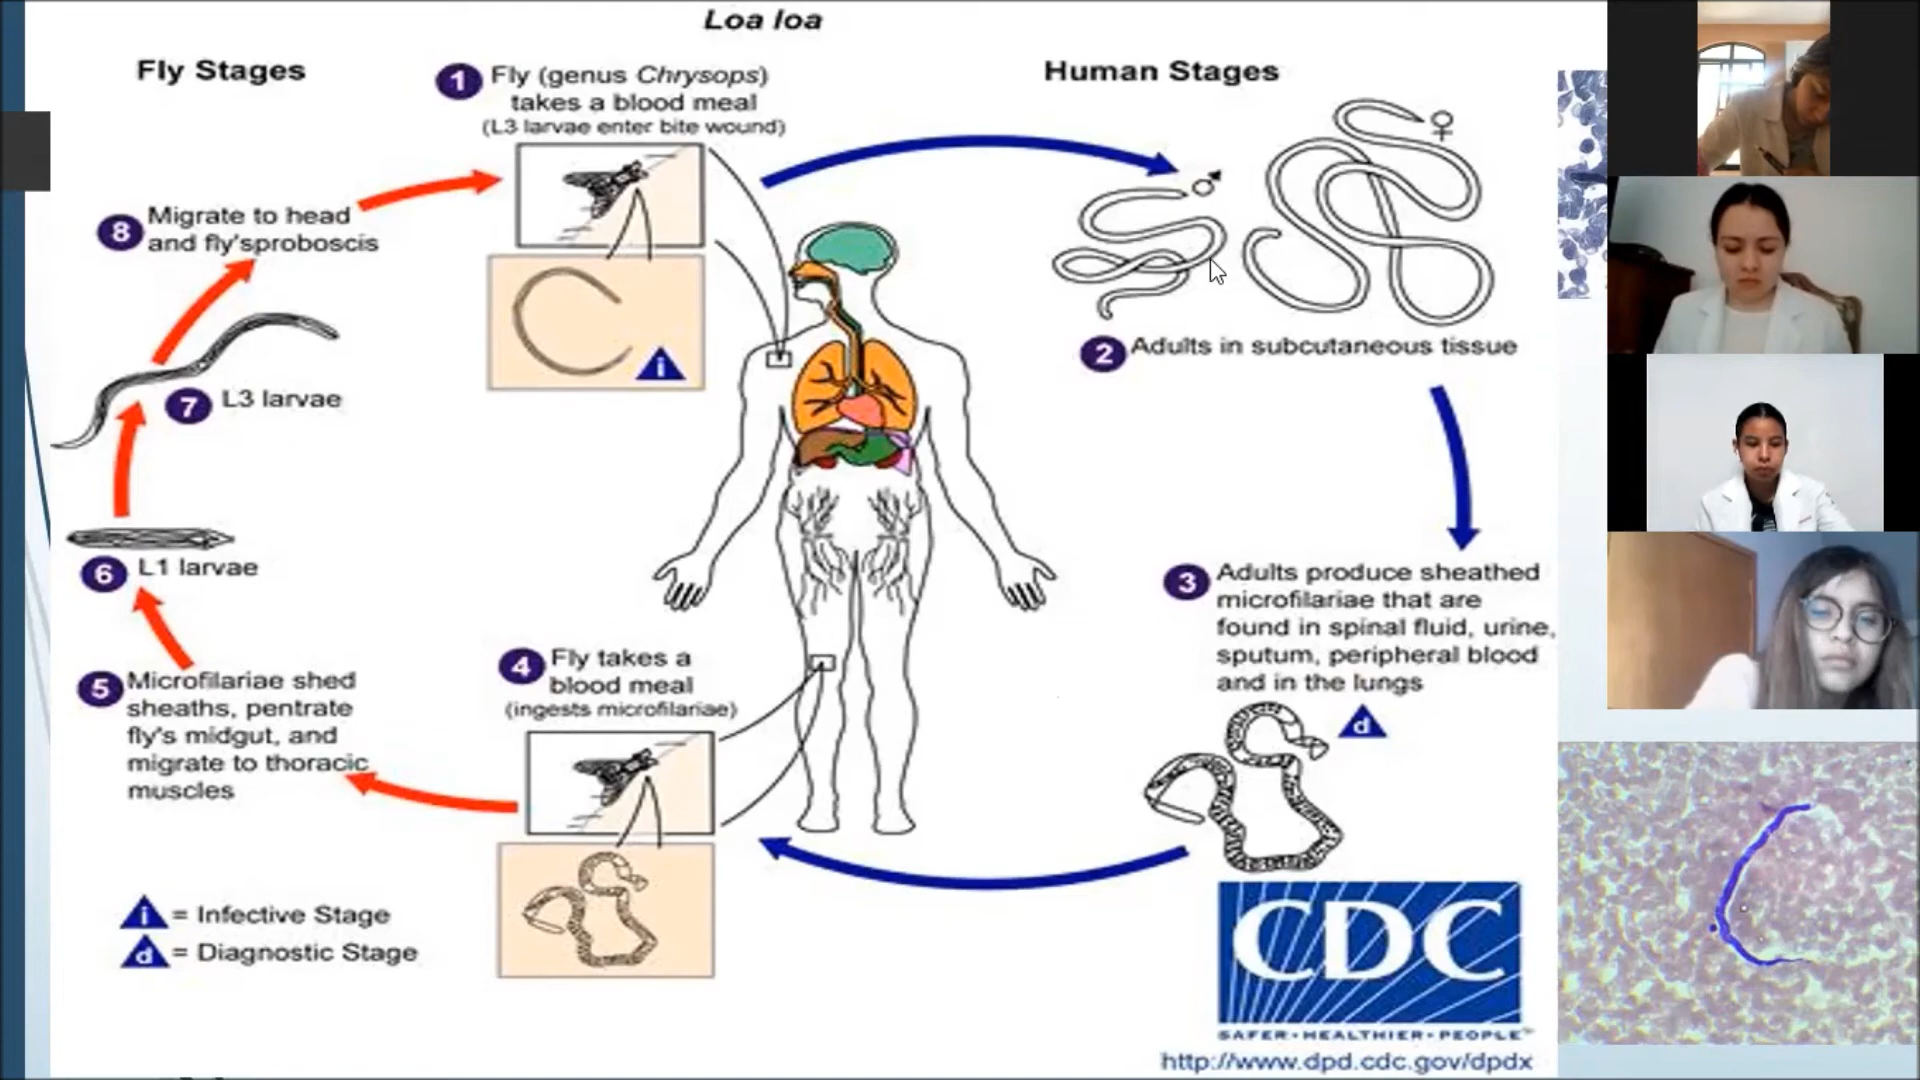 Loa loa
Fly Stages
Human Stages
1 Fly (genus Chrysops)
takes a blood meal
(L3 larvae enter bite wound)
i
♂
♀
2 Adults in subcutaneous tissue
3 Adults produce sheathed
microfilariae that are
found in spinal fluid, urine,
sputum, peripheral blood
and in the lungs
d
4 Fly takes a
blood meal
(ingests microfilariae)
5 Microfilariae shed
sheaths, pentrate
fly's midgut, and
migrate to thoracic
muscles
6 L1 larvae
7 L3 larvae
8 Migrate to head
and fly'sproboscis
i = Infective Stage
d = Diagnostic Stage
CDC
SAFER·HEALTHIER·PEOPLE™
http://www.dpd.cdc.gov/dpdx